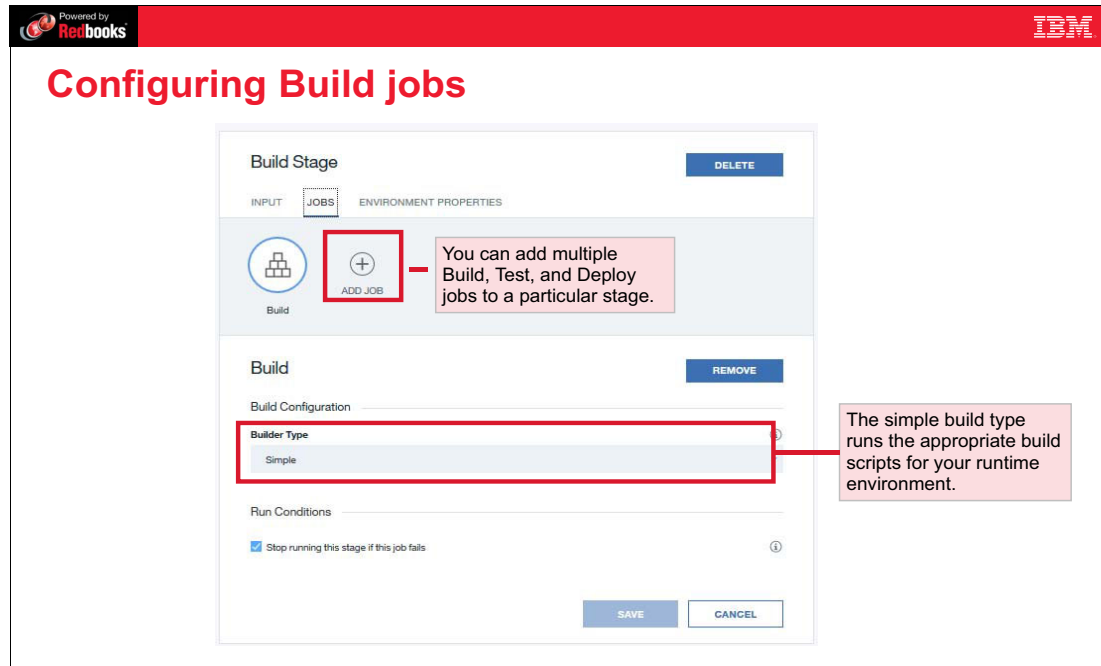 Powered by
Redbooks
IBM
Configuring Build jobs
Build Stage
DELETE
INPUT JOBS ENVIRONMENT PROPERTIES
Build
ADD JOB
You can add multiple
Build, Test, and Deploy
jobs to a particular stage.
Build
REMOVE
Build Configuration
Builder Type
Simple
The simple build type
runs the appropriate build
scripts for your runtime
environment.
Run Conditions
Stop running this stage if this job fails
SAVE CANCEL